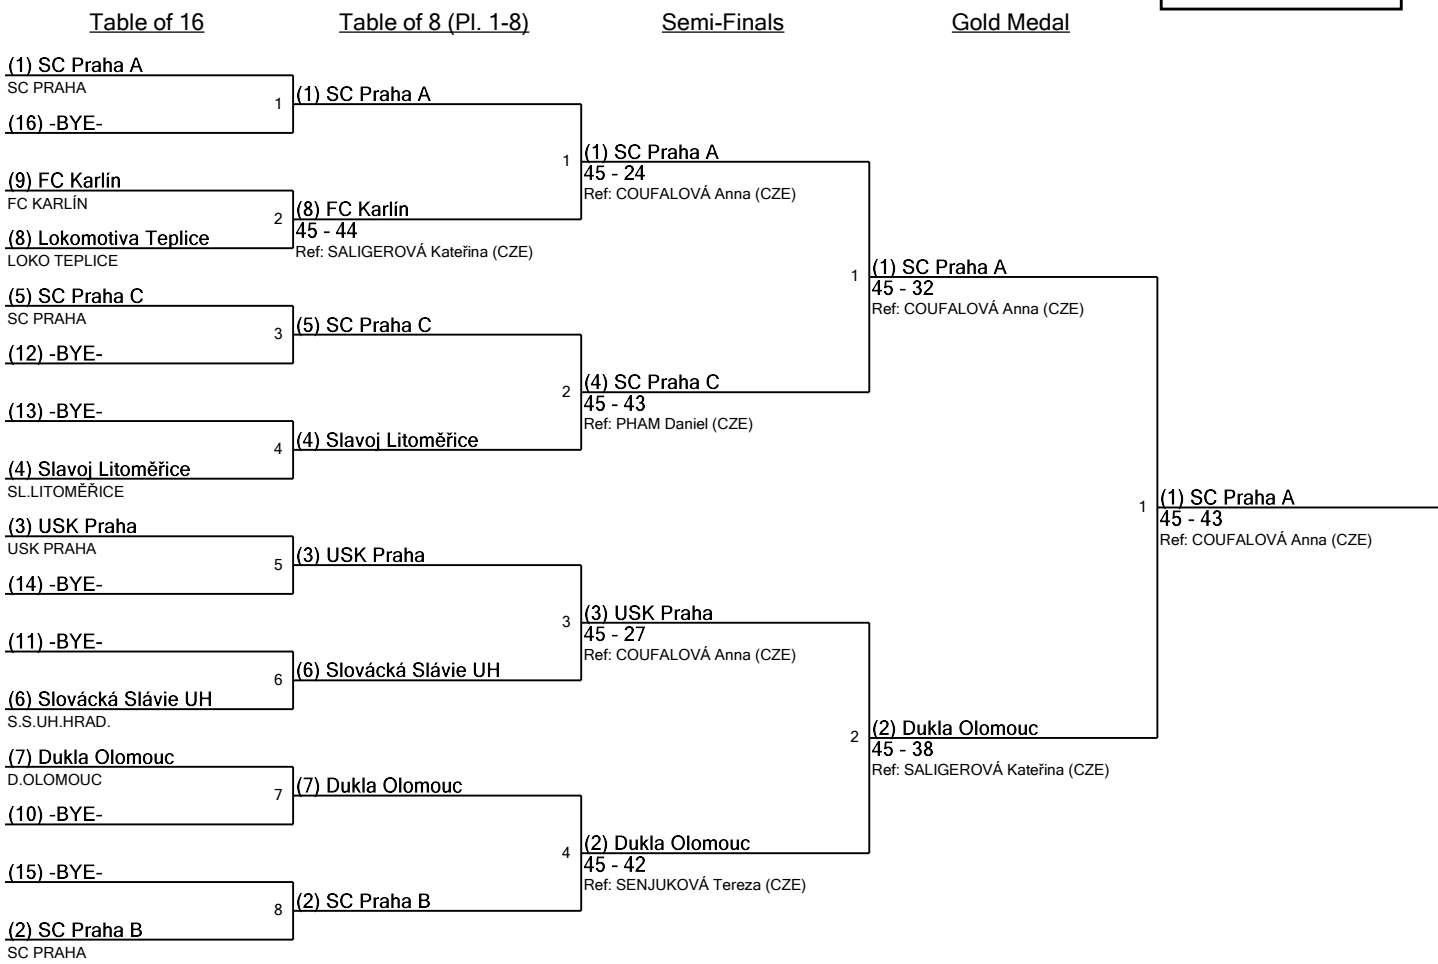 Table of 16
Table of 8 (Pl. 1-8)
Semi-Finals
Gold Medal
(1) SC Praha A
SC PRAHA
1
(16) -BYE-
(9) FC Karlín
FC KARLÍN
2
(8) Lokomotiva Teplice
LOKO TEPLICE
(5) SC Praha C
SC PRAHA
3
(12) -BYE-
(13) -BYE-
4
(4) Slavoj Litoměřice
SL.LITOMĚŘICE
(3) USK Praha
USK PRAHA
5
(14) -BYE-
(11) -BYE-
6
(6) Slovácká Slávie UH
S.S.UH.HRAD.
(7) Dukla Olomouc
D.OLOMOUC
7
(10) -BYE-
(15) -BYE-
8
(2) SC Praha B
SC PRAHA
(1) SC Praha A
1
(8) FC Karlín
45 - 44
Ref: SALIGEROVÁ Kateřina (CZE)
(5) SC Praha C
2
(4) Slavoj Litoměřice
(3) USK Praha
3
(6) Slovácká Slávie UH
(7) Dukla Olomouc
4
(2) SC Praha B
(1) SC Praha A
45 - 24
Ref: COUFALOVÁ Anna (CZE)
1
(4) SC Praha C
45 - 43
Ref: PHAM Daniel (CZE)
(3) USK Praha
45 - 27
Ref: COUFALOVÁ Anna (CZE)
2
(2) Dukla Olomouc
45 - 42
Ref: SENJUKOVÁ Tereza (CZE)
(1) SC Praha A
45 - 32
Ref: COUFALOVÁ Anna (CZE)
1
(2) Dukla Olomouc
45 - 38
Ref: SALIGEROVÁ Kateřina (CZE)
(1) SC Praha A
45 - 43
Ref: COUFALOVÁ Anna (CZE)